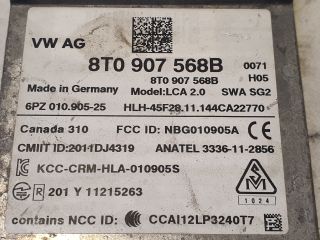 VW AG
8T0 907 568B 0071
8T0 907 568B H05
Made in Germany Model:LCA 2.0 SWA SG2
6PZ 010.905-25 HLH-45F28.11.144CA22770
Canada 310 FCC ID: NBG010905A
CMIIT ID:2011DJ4319 ANATEL 3336-11-2856
KCC-CRM-HLA-010905S
R 201 Y 11215263
1024
contains NCC ID: CCAI12LP3240T7